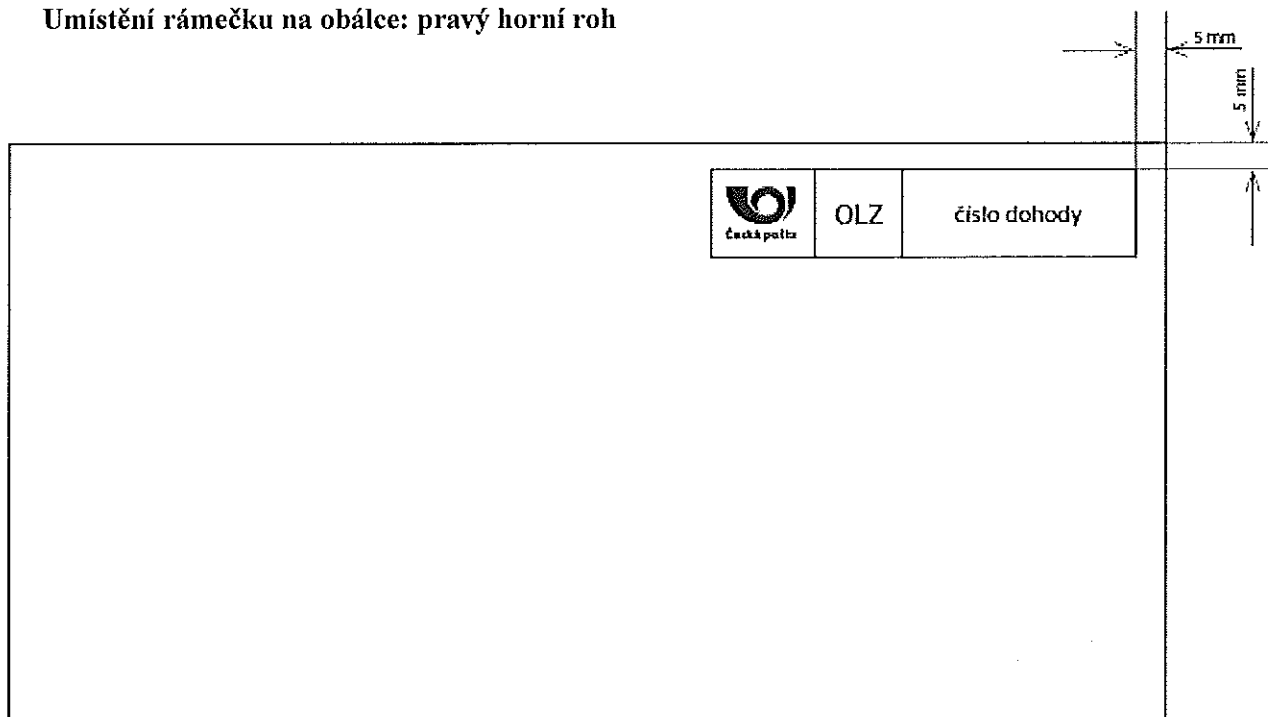 Umístění rámečku na obálce: pravý horní roh
5 mm
5 mm
Česká pošta
OLZ
číslo dohody